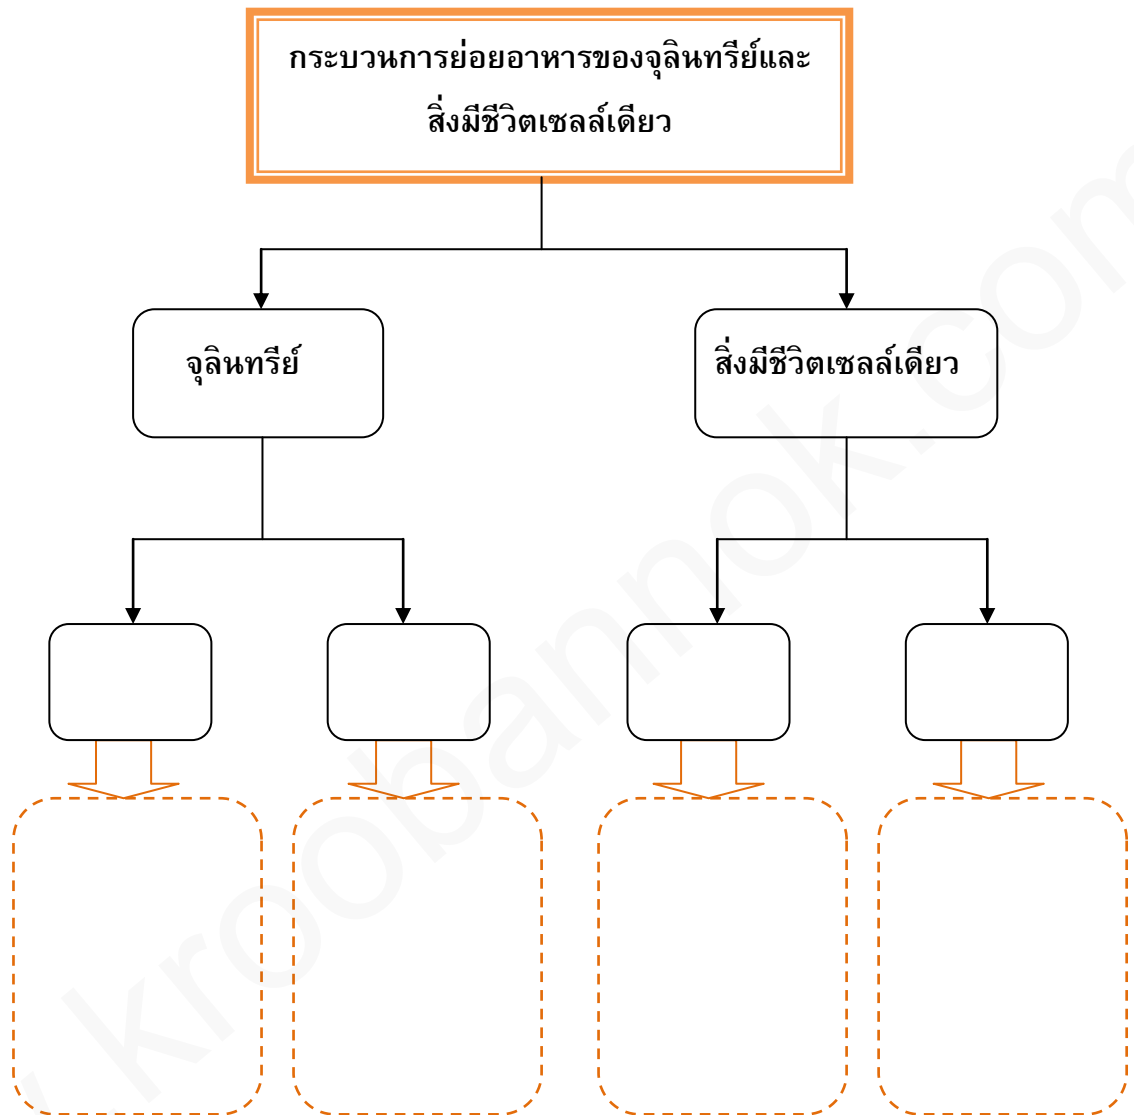 กระบวนการย่อยอาหารของจุลินทรีย์และ
สิ่งมีชีวิตเซลล์เดียว
จุลินทรีย์
สิ่งมีชีวิตเซลล์เดียว
kroobannok.com